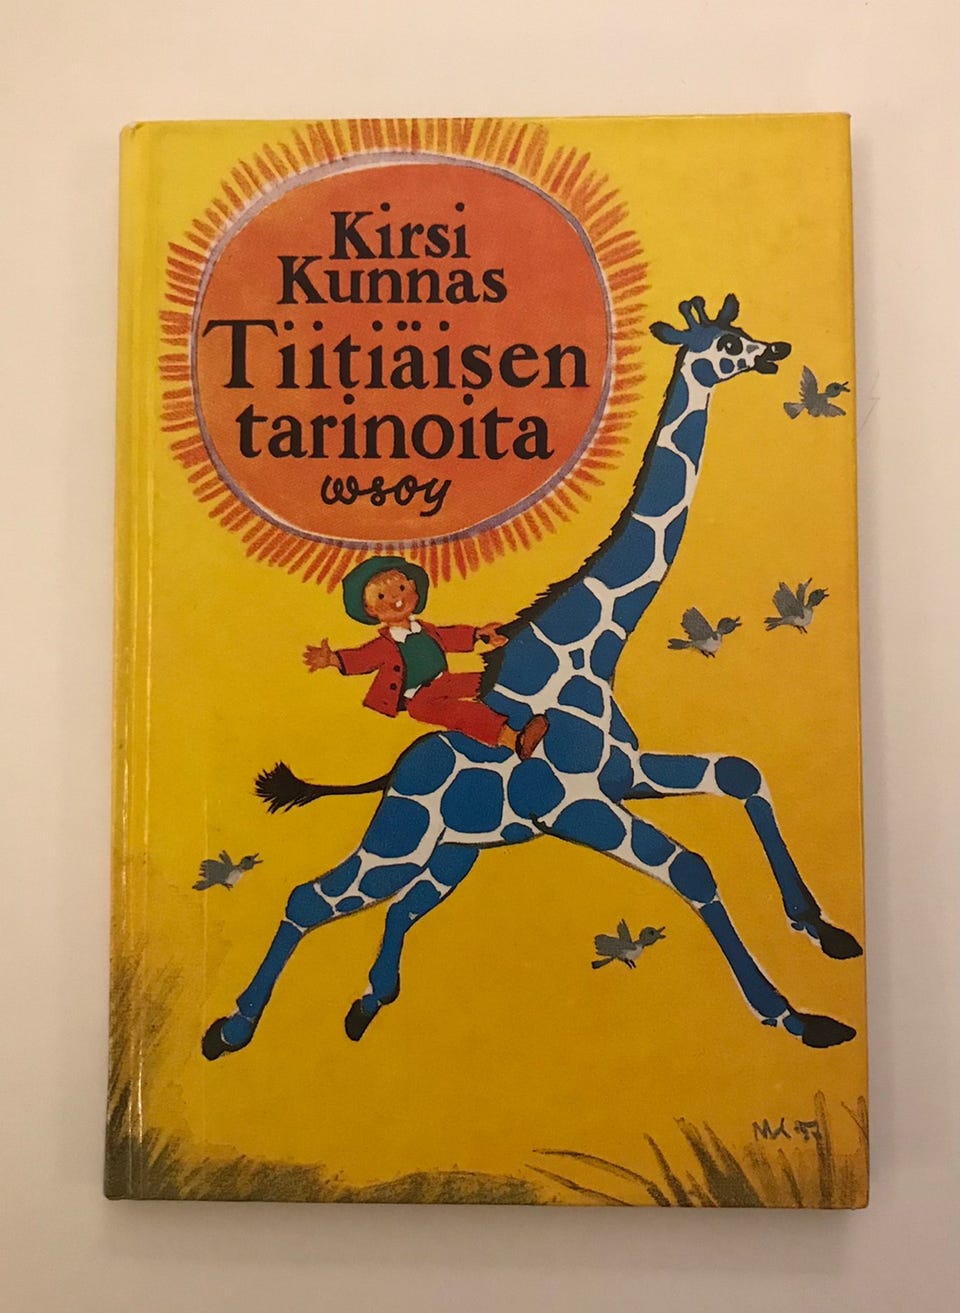 Kirsi
Kunnas
Tiitiäisen
tarinoita
wsoy